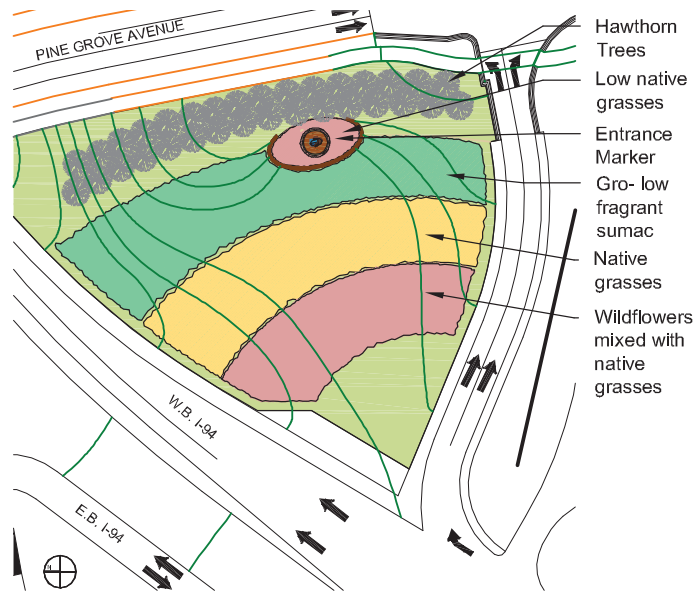 PINE GROVE AVENUE
Hawthorn
Trees
Low native
grasses
Entrance
Marker
Gro- low
fragrant
sumac
Native
grasses
Wildflowers
mixed with
native
grasses
W.B. I-94
E.B. I-94